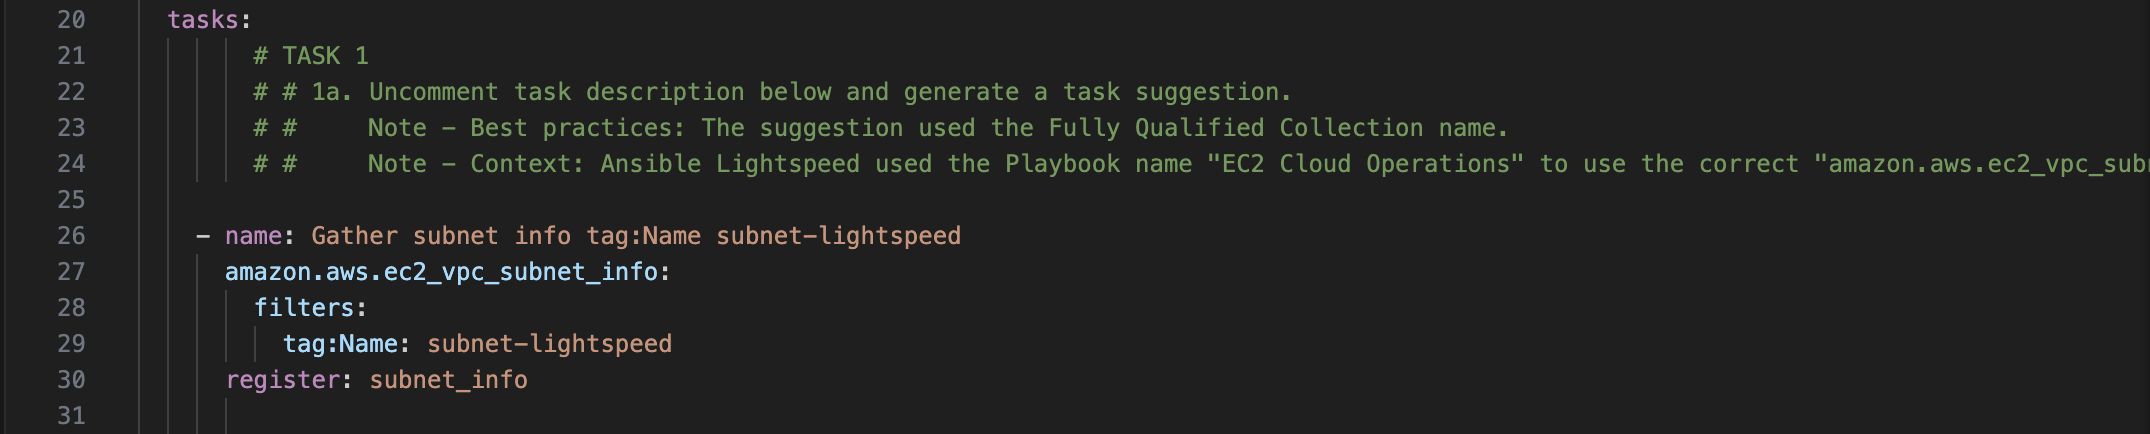 20 tasks:
21 # TASK 1
22 # # 1a. Uncomment task description below and generate a task suggestion.
23 # # Note - Best practices: The suggestion used the Fully Qualified Collection name.
24 # # Note - Context: Ansible Lightspeed used the Playbook name "EC2 Cloud Operations" to use the correct "amazon.aws.ec2_vpc_sub
25
26 - name: Gather subnet info tag:Name subnet-lightspeed
27 amazon.aws.ec2_vpc_subnet_info:
28 filters:
29 tag:Name: subnet-lightspeed
30 register: subnet_info
31